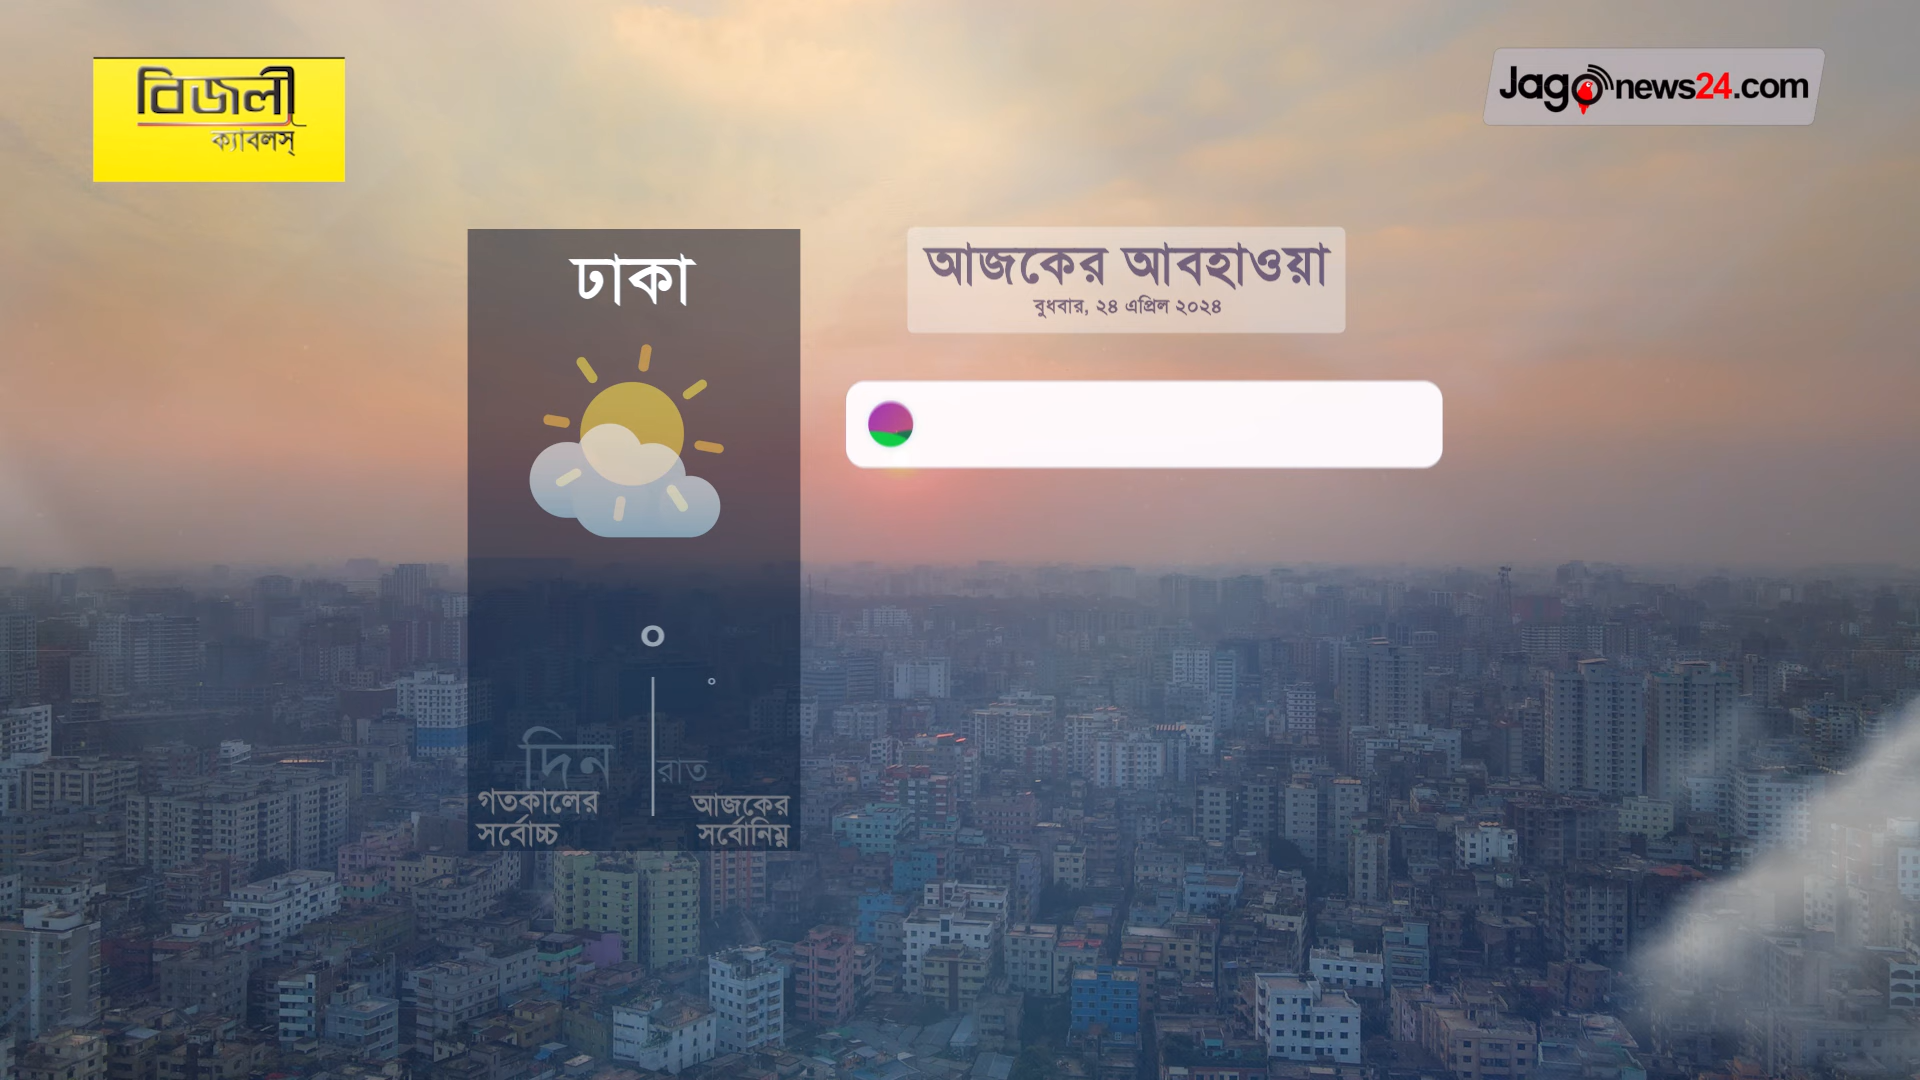 বিজলী
ক্যাবলস্
Jagonews24.com
ঢাকা
আজকের আবহাওয়া
বুধবার, ২৪ এপ্রিল ২০২৪
দিন
রাত
গতকালের
সর্বোচ্চ
আজকের
সর্বোনিম্ন